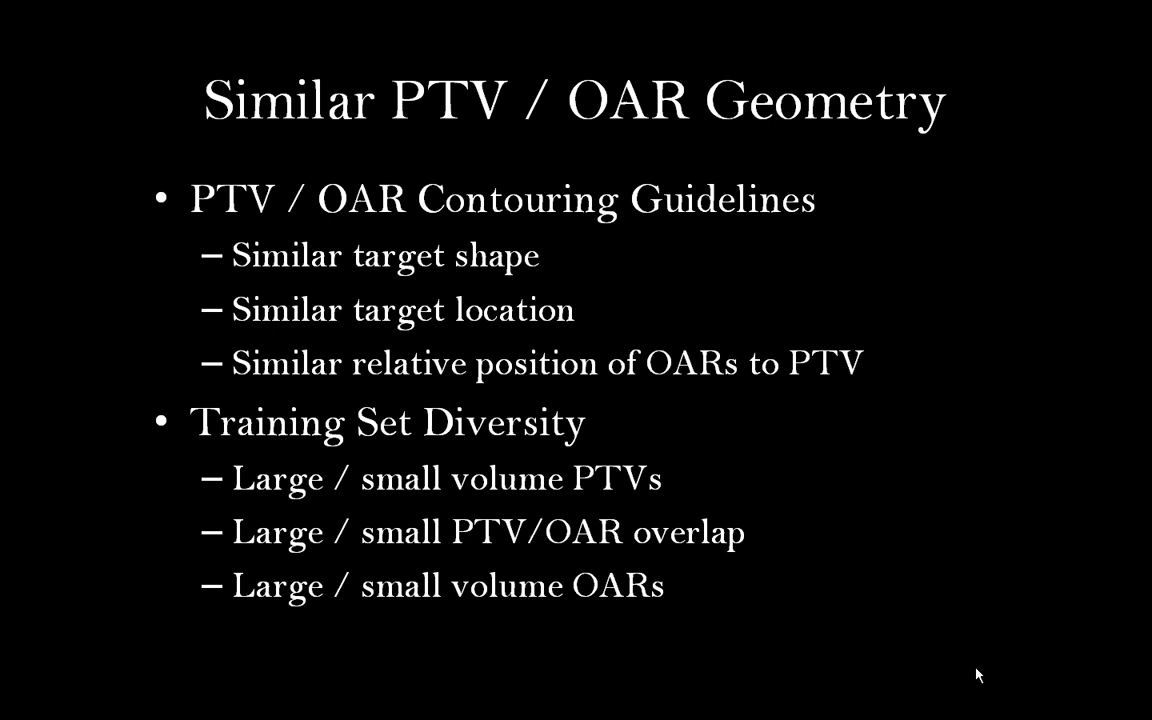 Similar PTV / OAR Geometry
• PTV / OAR Contouring Guidelines
– Similar target shape
– Similar target location
– Similar relative position of OARs to PTV
• Training Set Diversity
– Large / small volume PTVs
– Large / small PTV/OAR overlap
– Large / small volume OARs